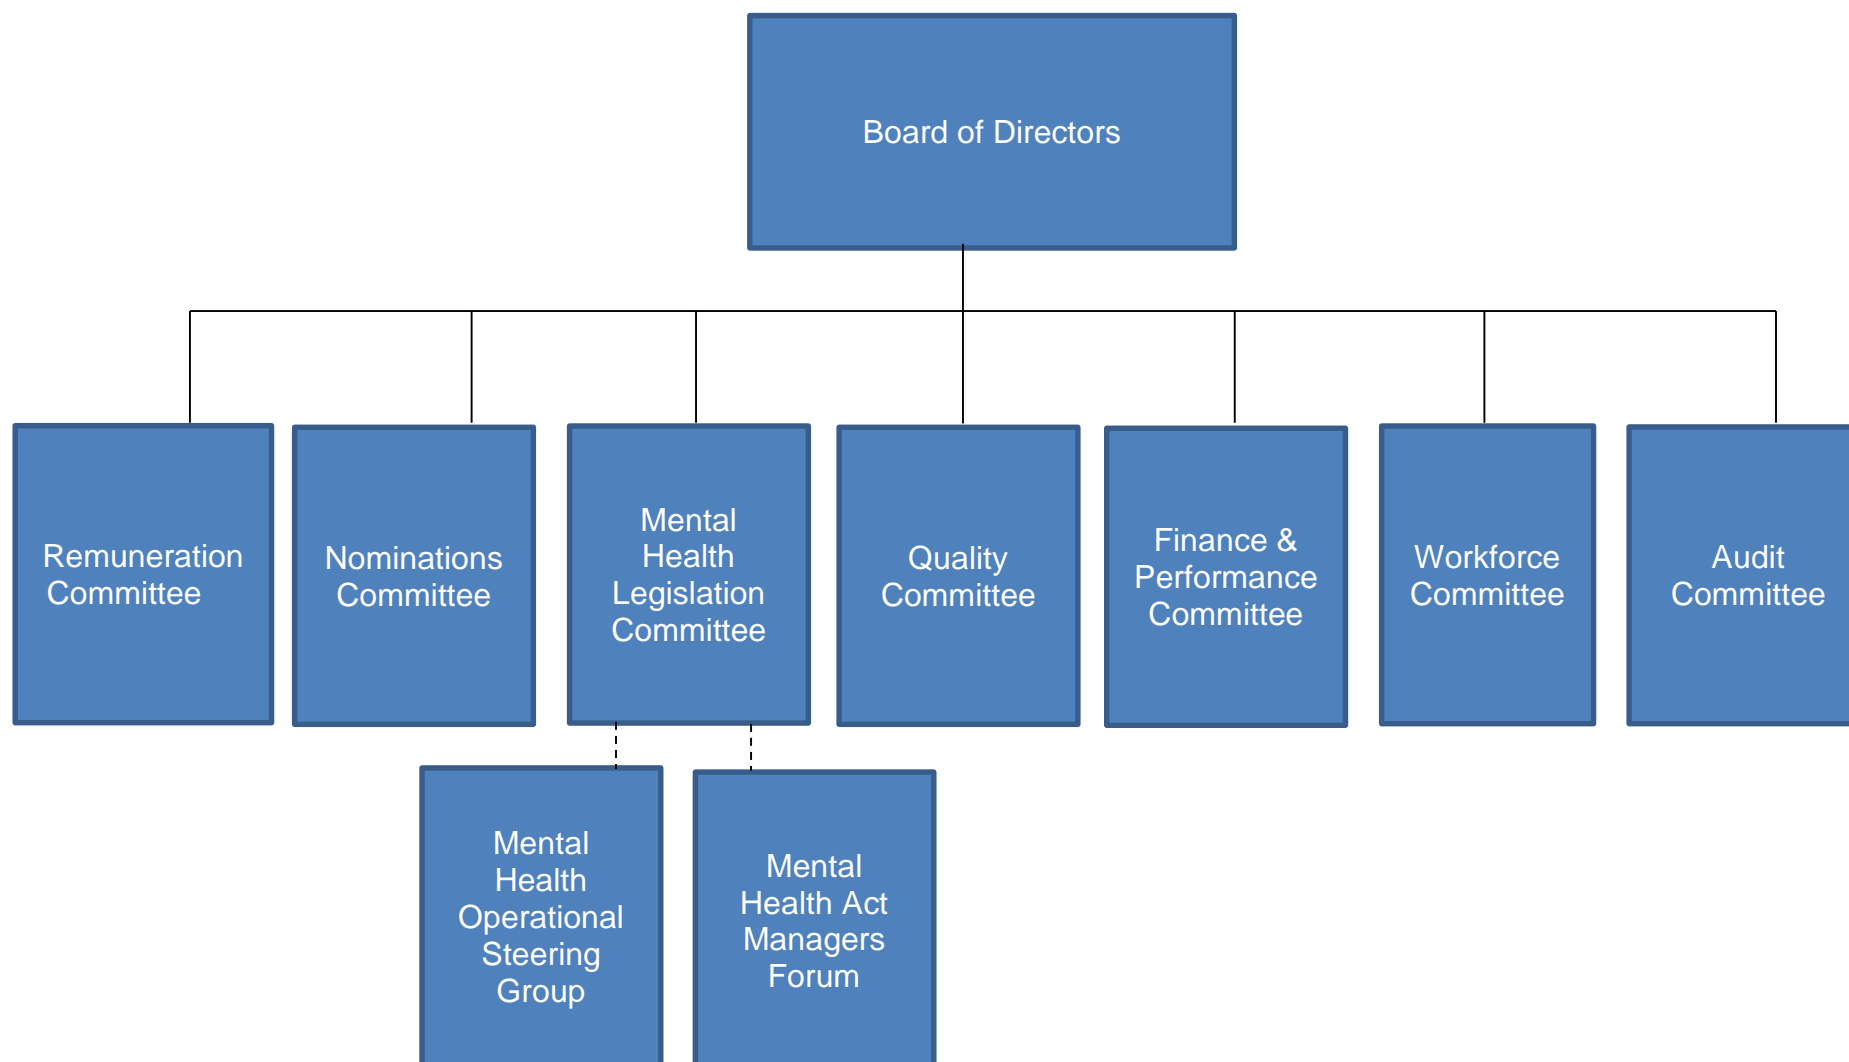 Board of Directors
Remuneration
Committee
Nominations
Committee
Mental
Health
Legislation
Committee
Quality
Committee
Finance &
Performance
Committee
Workforce
Committee
Audit
Committee
Mental
Health
Operational
Steering
Group
Mental
Health Act
Managers
Forum